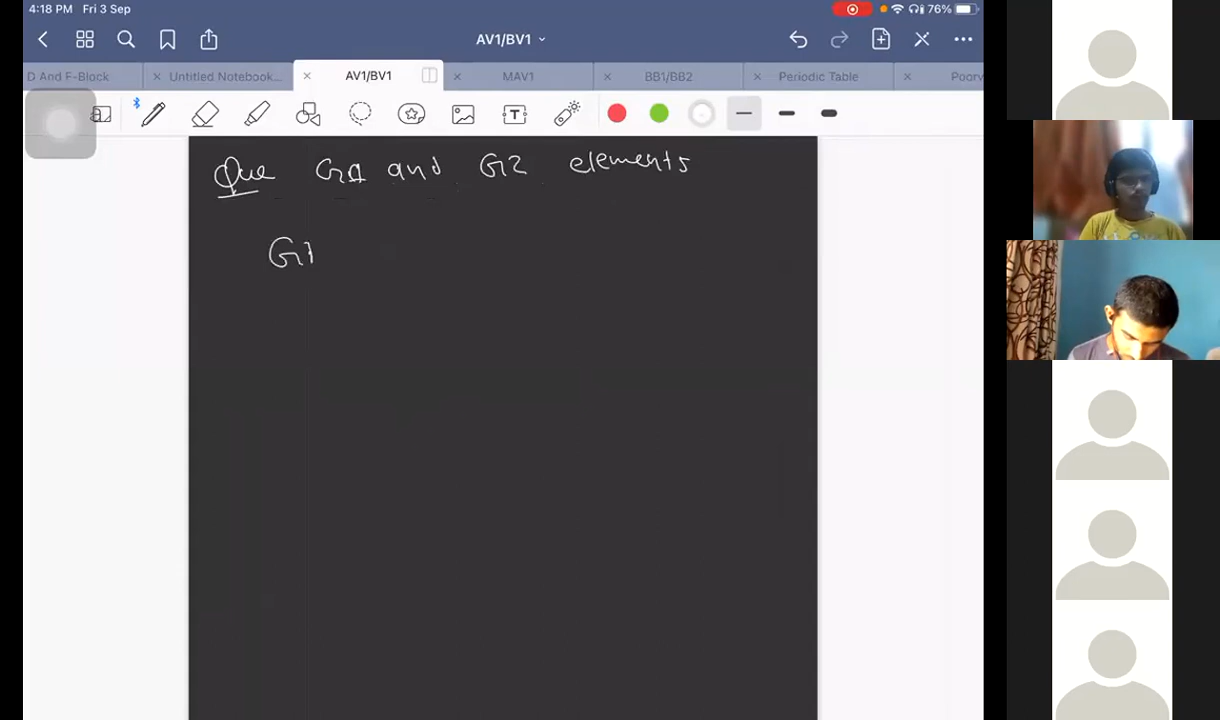 4:18 PM Fri 3 Sep 76%
AV1/BV1
D And F-Block Untitled Notebook... AV1/BV1 MAV1 BB1/BB2 Periodic Table Poorv
T
Que G1 and G2 elements
G1